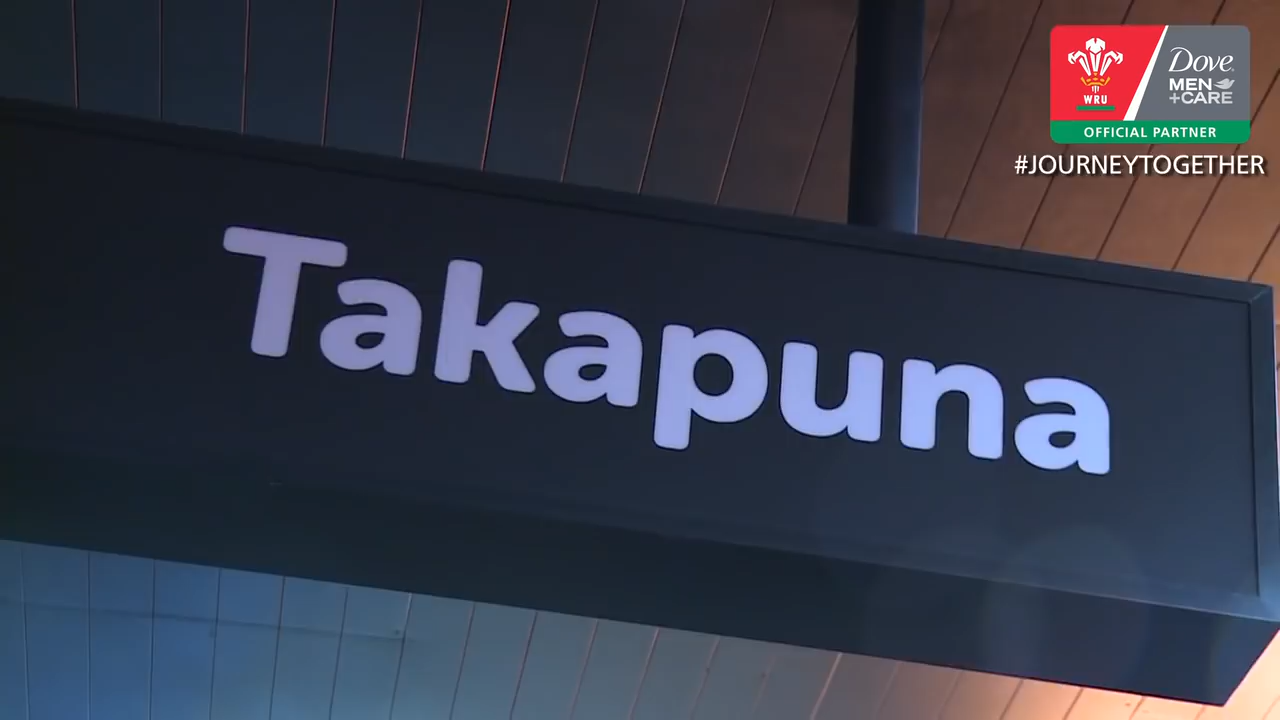 WRU
Dove
MEN
+CARE
OFFICIAL PARTNER
#JOURNEYTOGETHER
Takapuna